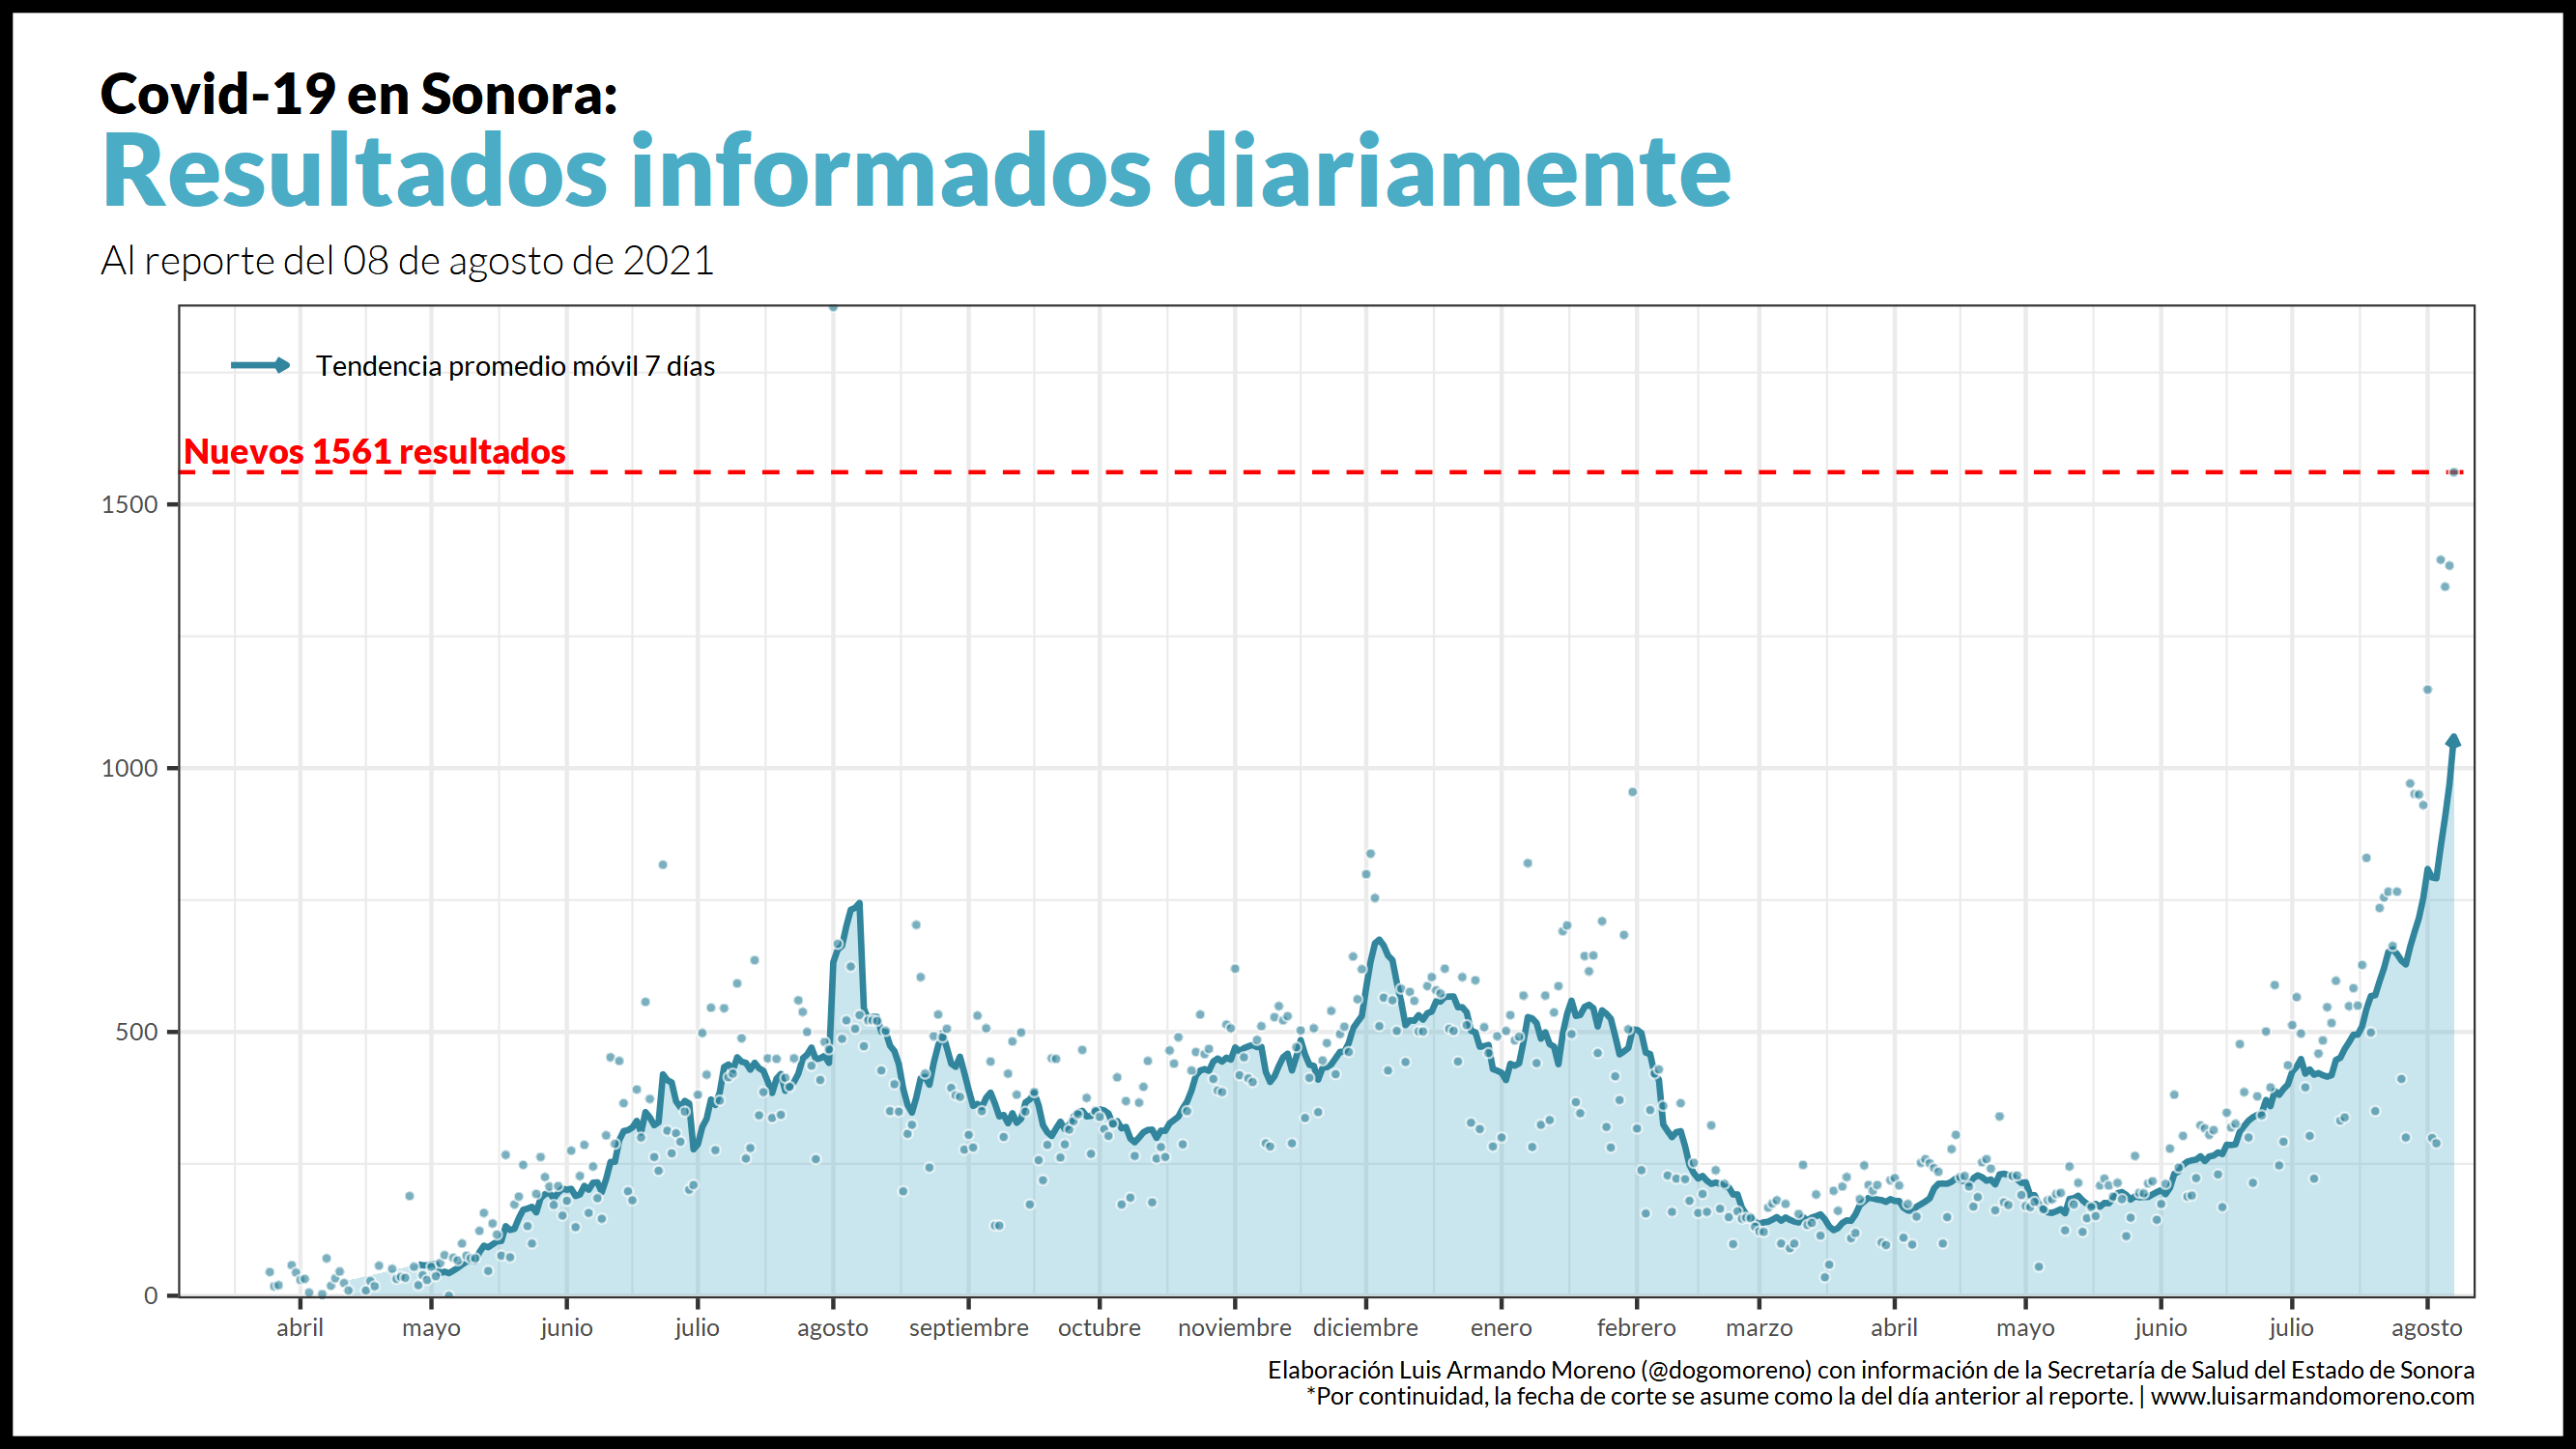 Covid-19 en Sonora:
Resultados informados diariamente
Al reporte del 08 de agosto de 2021
Tendencia promedio móvil 7 días
Nuevos 1561 resultados
1500
1000
500
0
abril mayo junio julio agosto septiembre octubre noviembre diciembre enero febrero marzo abril mayo junio julio agosto
Elaboración Luis Armando Moreno (@dogomoreno) con información de la Secretaría de Salud del Estado de Sonora
*Por continuidad, la fecha de corte se asume como la del día anterior al reporte. | www.luisarmandomoreno.com